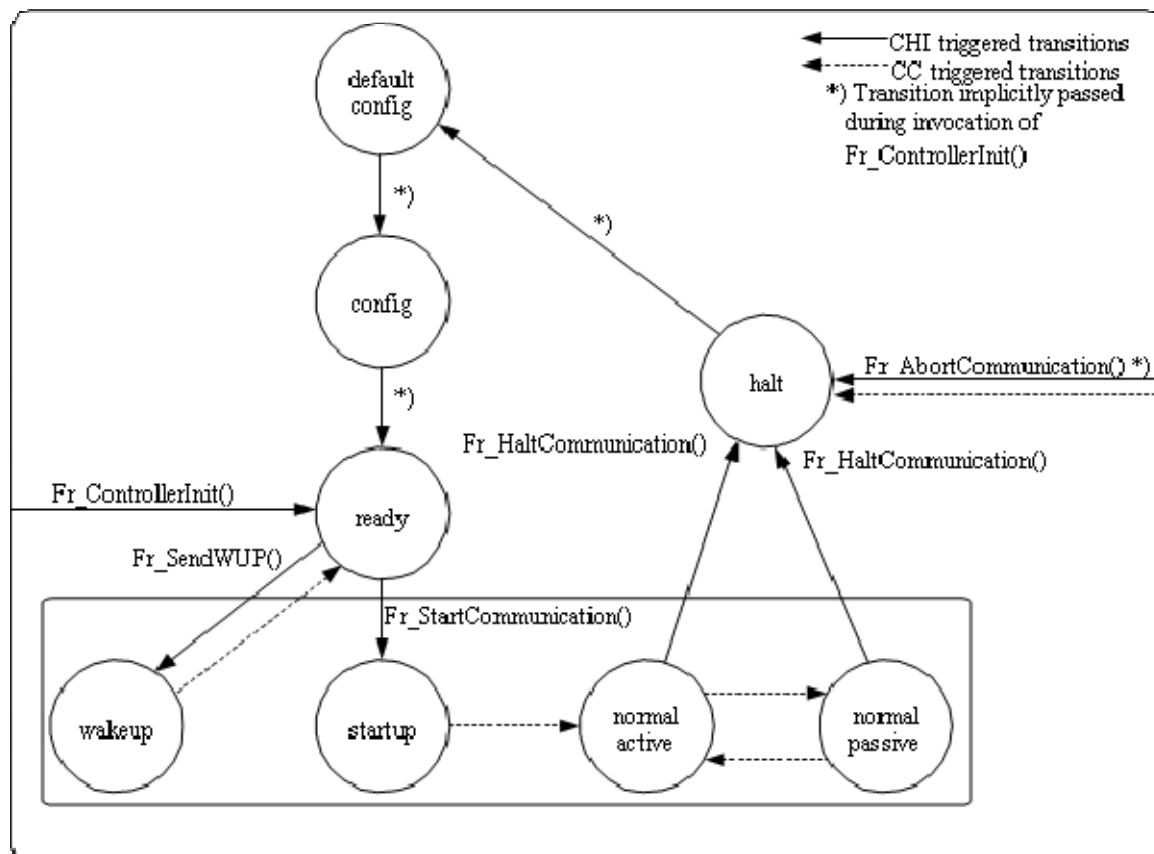 CHI triggered transitions
CC triggered transitions
*) Transition implicitly passed
during invocation of
Fr_ControllerInit()
default
config
*)
*)
config
*)
halt
Fr_AbortCommunication() *)
Fr_HaltCommunication()
Fr_HaltCommunication()
Fr_ControllerInit()
ready
Fr_SendWUP()
Fr_StartCommunication()
wakeup
startup
normal
active
normal
passive